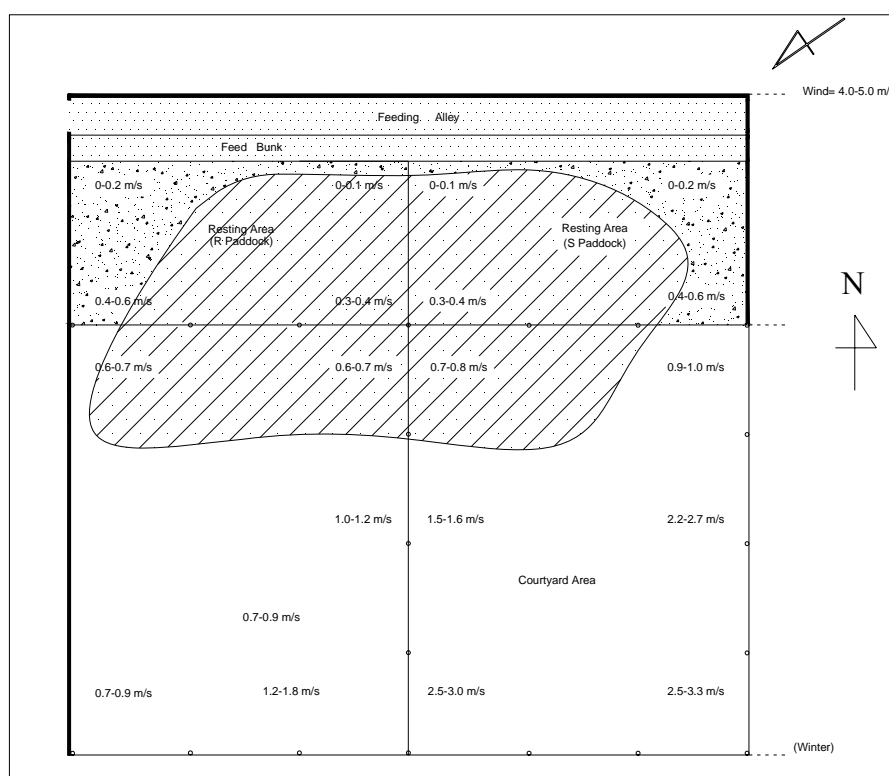 Wind= 4.0-5.0 m/
Feeding. Alley
Feed Bunk
0-0.2 m/s
0-0.1 m/s
0-0.1 m/s
0-0.2 m/s
Resting Area
(R Paddock)
Resting Area
(S Paddock)
0.4-0.6 m/s
0.3-0.4 m/s
0.3-0.4 m/s
0.4-0.6 m/s
N
0.6-0.7 m/s
0.6-0.7 m/s
0.7-0.8 m/s
0.9-1.0 m/s
1.0-1.2 m/s
1.5-1.6 m/s
2.2-2.7 m/s
Courtyard Area
0.7-0.9 m/s
0.7-0.9 m/s
1.2-1.8 m/s
2.5-3.0 m/s
2.5-3.3 m/s
(Winter)